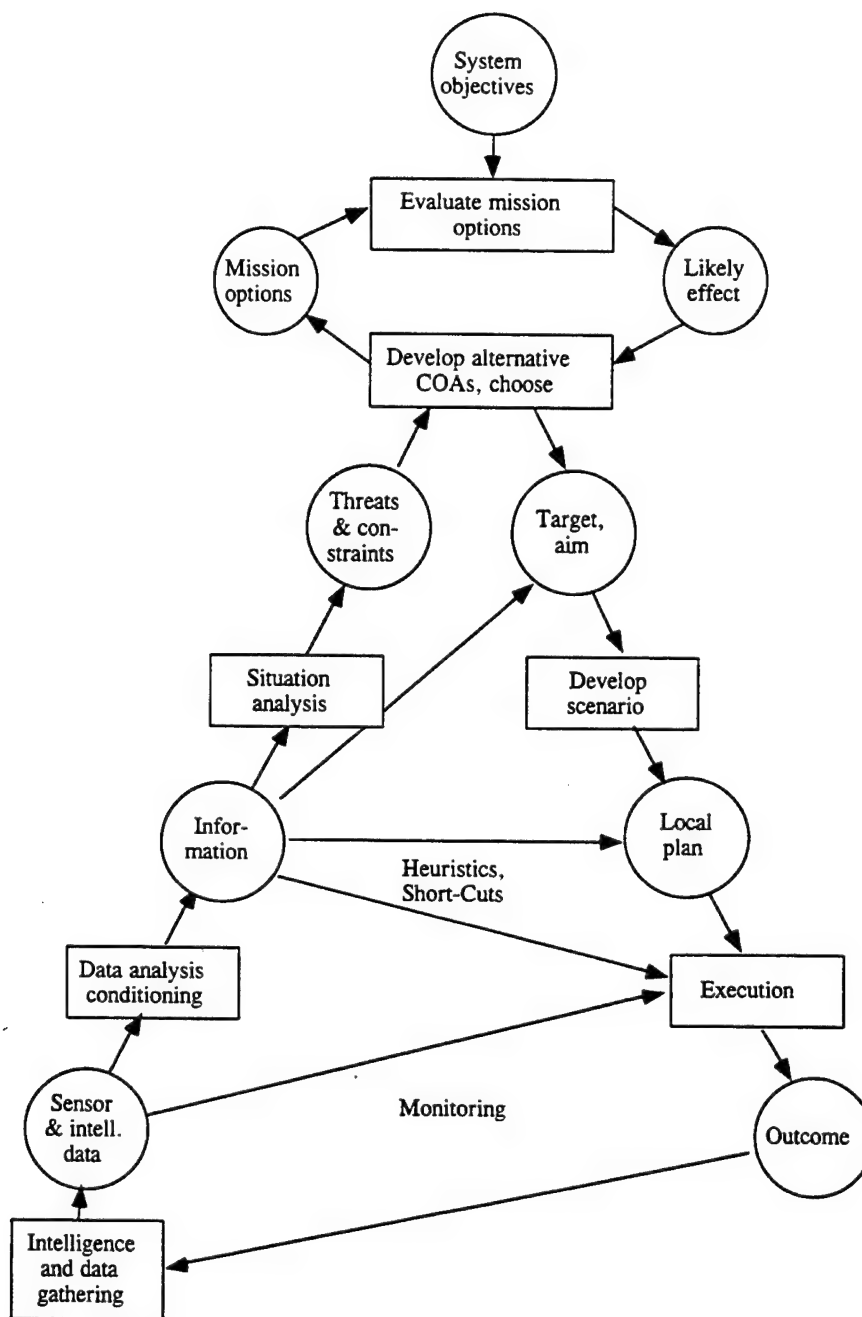 System
objectives
Evaluate mission
options
Mission
options
Likely
effect
Develop alternative
COAs, choose
Threats
& con-
straints
Target,
aim
Situation
analysis
Develop
scenario
Infor-
mation
Local
plan
Heuristics,
Short-Cuts
Data analysis
conditioning
Execution
Sensor
& intell.
data
Monitoring
Outcome
Intelligence
and data
gathering